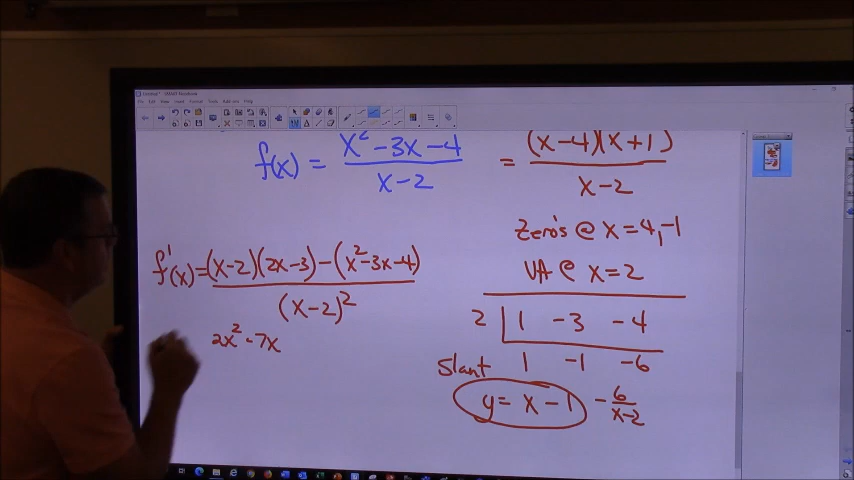 f(x) = x² - 3x - 4 / x - 2 = (x-4)(x+1) / x - 2
Zero's @ x = 4, -1
VA @ x = 2
2 | 1 -3 -4
1 -1 -6
Slant
y = x - 1 - 6/(x-2)
f'(x) = (x-2)(2x-3) - (x²-3x-4) / (x-2)²
2x² - 7x